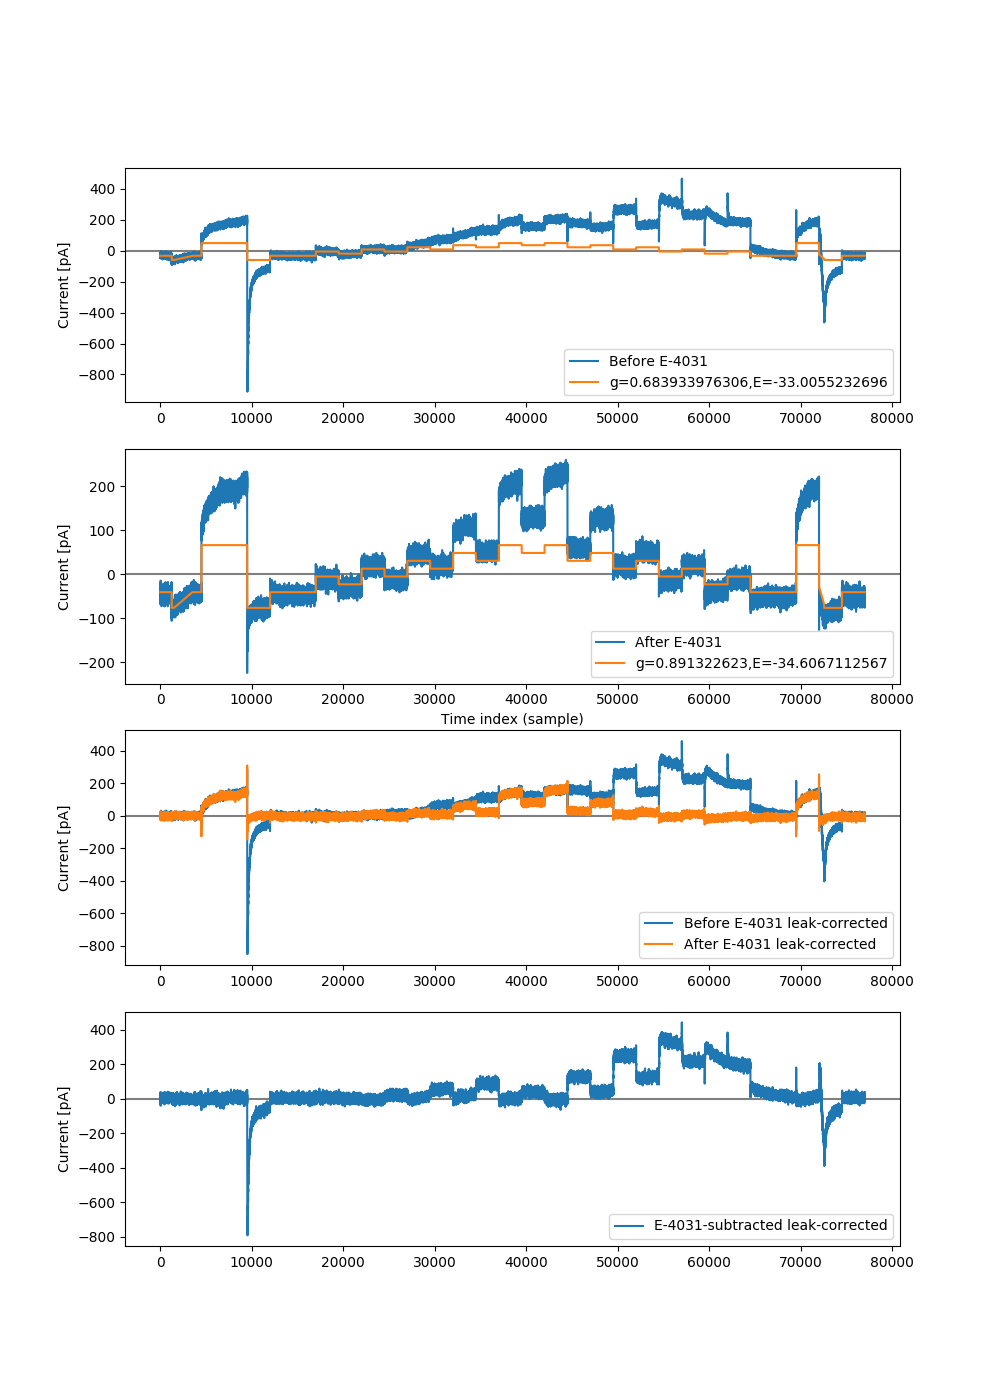 400
200
0
−200
−400
−600
−800
Current [pA]
Before E-4031
g=0.683933976306,E=-33.0055232696
0 10000 20000 30000 40000 50000 60000 70000 80000
200
100
0
−100
−200
Current [pA]
After E-4031
g=0.891322623,E=-34.6067112567
0 10000 20000 30000 40000 50000 60000 70000 80000
Time index (sample)
400
200
0
−200
−400
−600
−800
Current [pA]
Before E-4031 leak-corrected
After E-4031 leak-corrected
0 10000 20000 30000 40000 50000 60000 70000 80000
400
200
0
−200
−400
−600
−800
Current [pA]
E-4031-subtracted leak-corrected
0 10000 20000 30000 40000 50000 60000 70000 80000